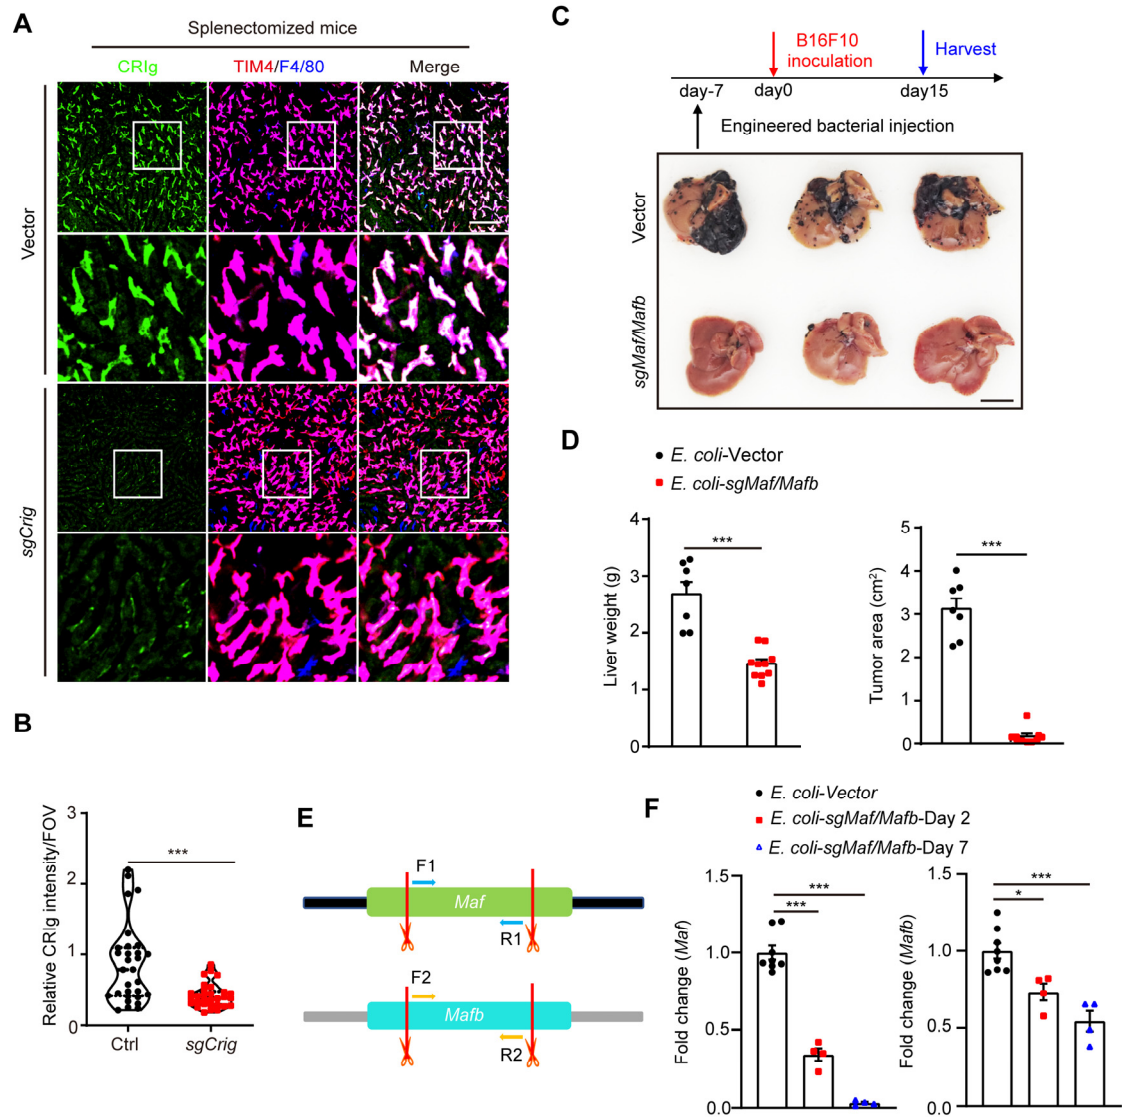 A
Splenectomized mice
CRIg
TIM4/F4/80
Merge
Vector
sgCrig
B
Relative CRIg intensity/FOV
3
2
1
0
Ctrl
sgCrig
***
C
B16F10
inoculation
Harvest
day-7
day0
day15
Engineered bacterial injection
Vector
sgMaf/Mafb
D
E. coli-Vector
E. coli-sgMaf/Mafb
Liver weight (g)
4
3
2
1
0
***
Tumor area (cm²)
5
4
3
2
1
0
***
E
F1
Maf
R1
F2
Mafb
R2
F
E. coli-Vector
E. coli-sgMaf/Mafb-Day 2
E. coli-sgMaf/Mafb-Day 7
Fold change (Maf)
1.5
1.0
0.5
0.0
***
***
Fold change (Mafb)
1.5
1.0
0.5
0.0
***
*